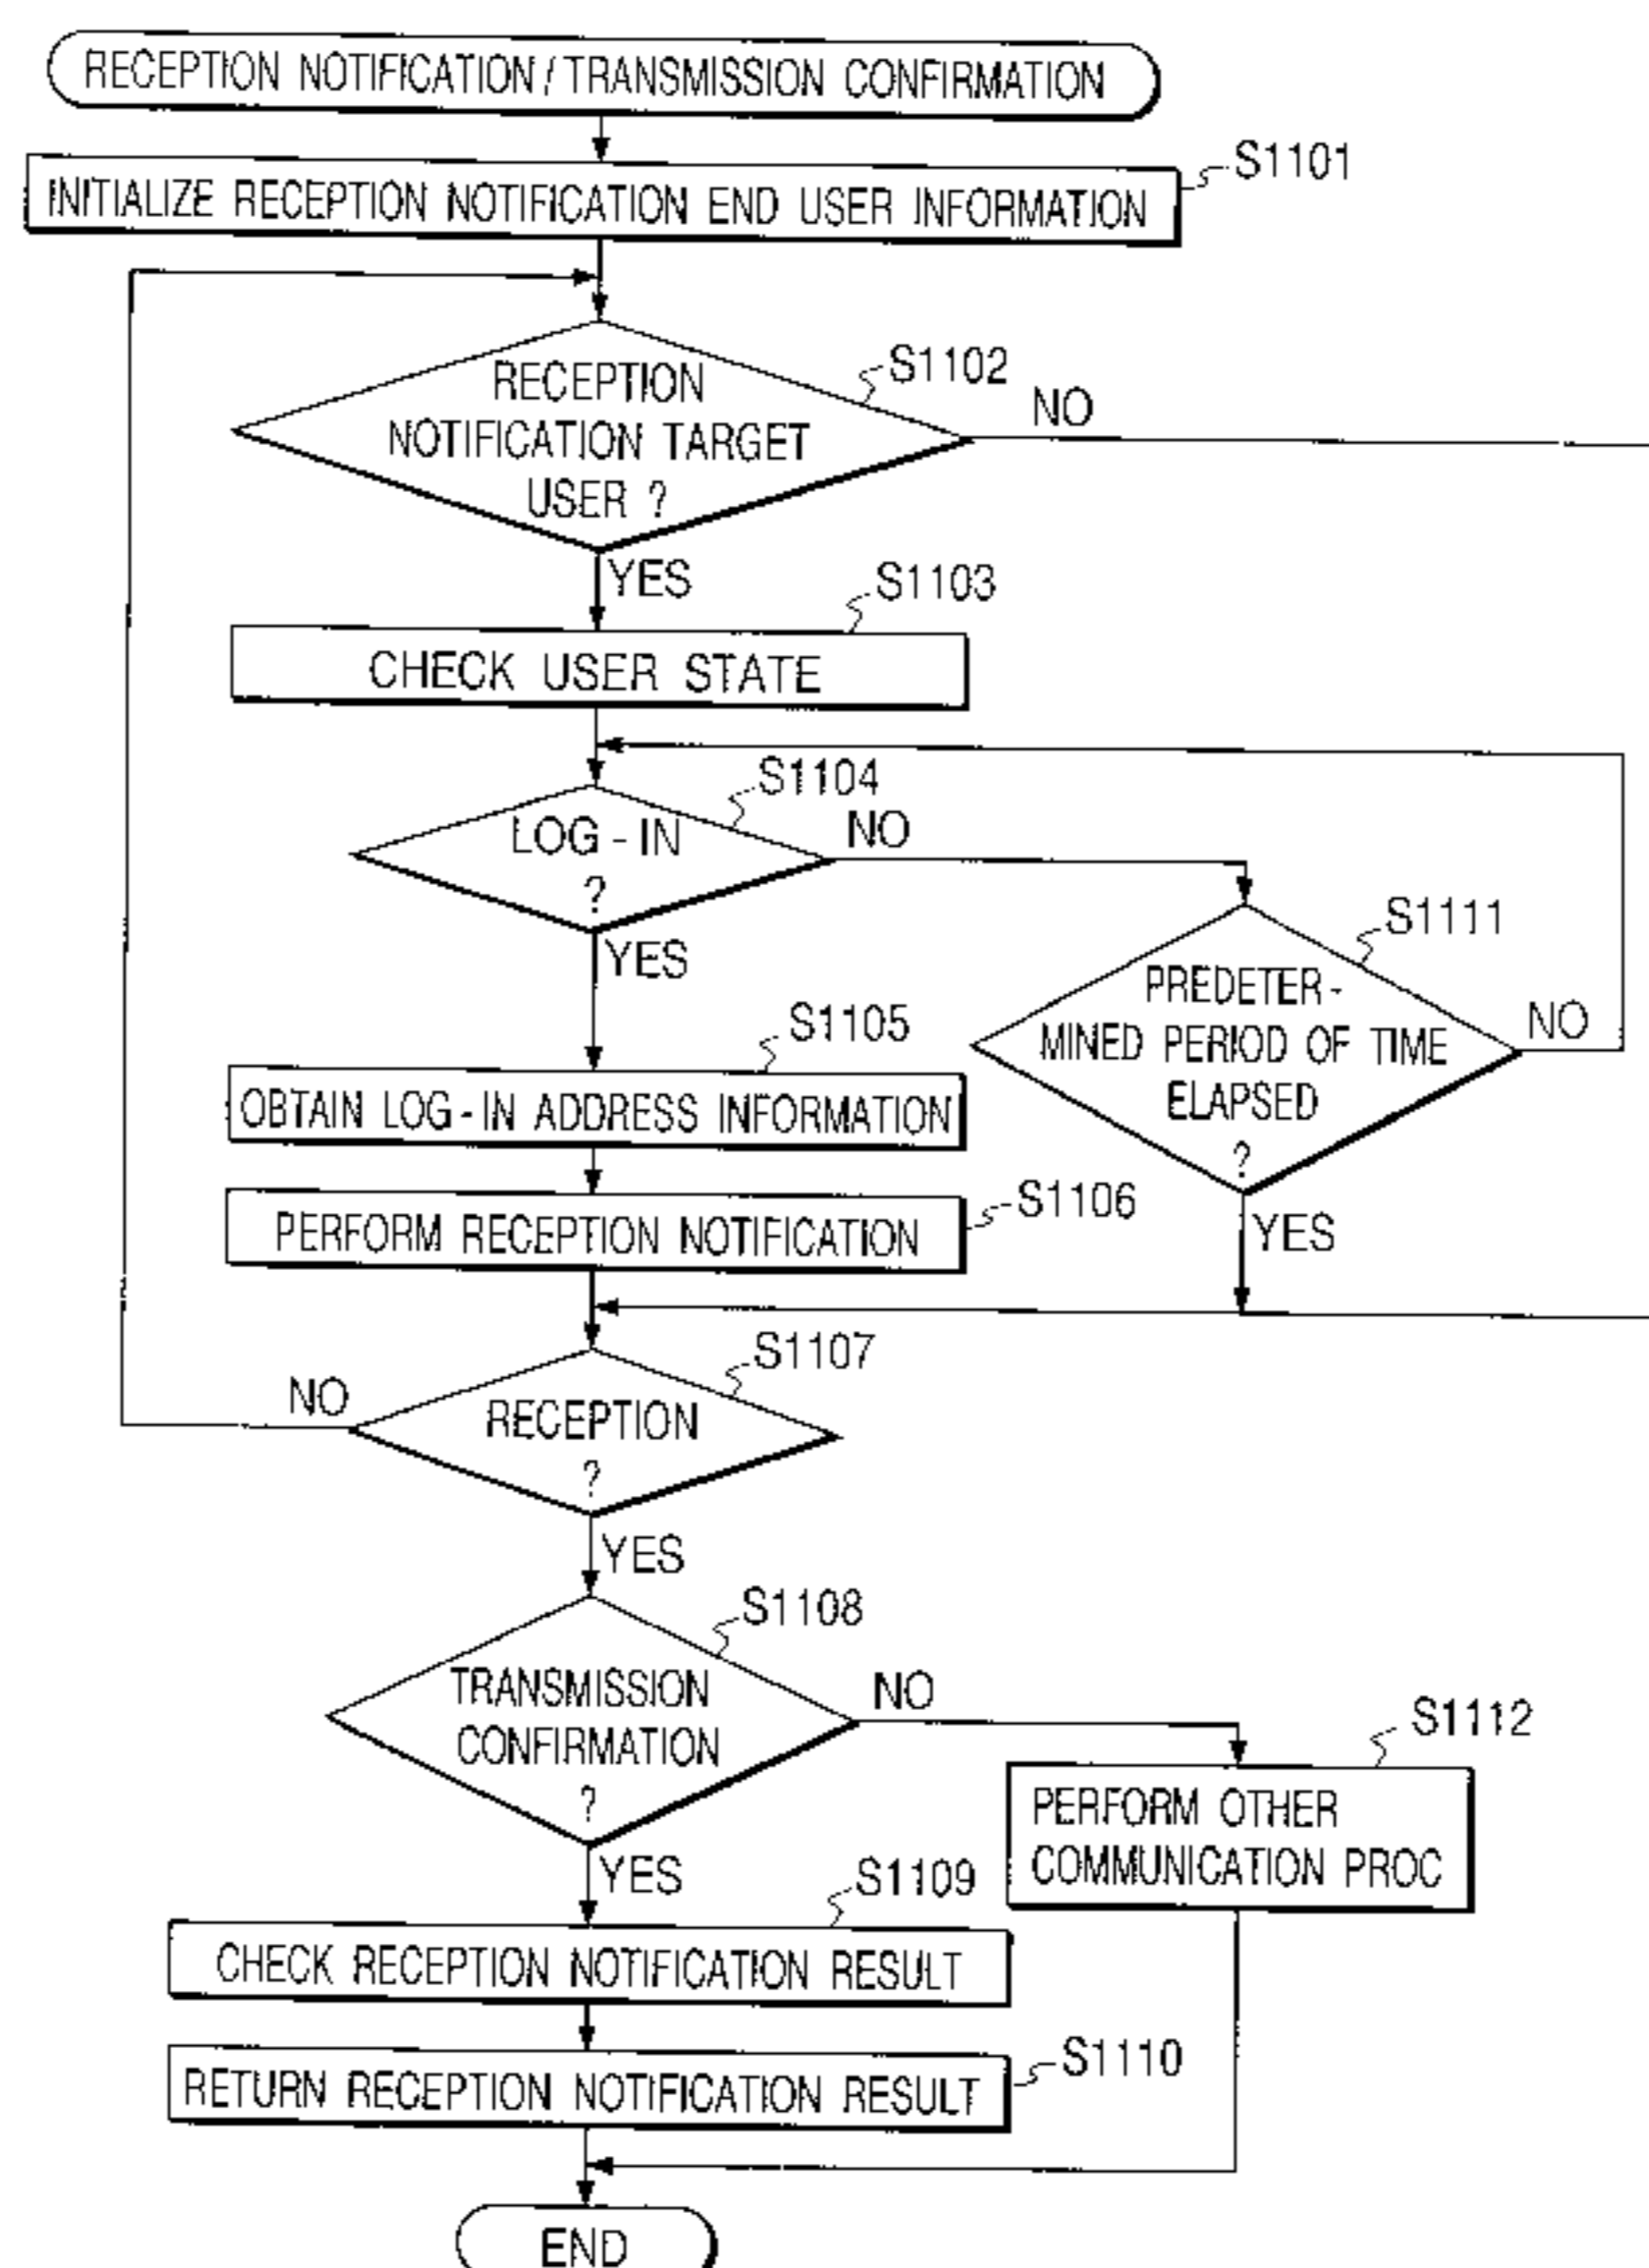 RECEPTION NOTIFICATION / TRANSMISSION CONFIRMATION
S1101
INITIALIZE RECEPTION NOTIFICATION END USER INFORMATION
S1102
RECEPTION
NOTIFICATION TARGET
USER ?
NO
YES
S1103
CHECK USER STATE
S1104
LOG-IN
?
NO
YES
S1111
PREDETER-
MINED PERIOD OF TIME
ELAPSED
?
NO
YES
S1105
OBTAIN LOG-IN ADDRESS INFORMATION
S1106
PERFORM RECEPTION NOTIFICATION
S1107
RECEPTION
?
NO
YES
S1108
TRANSMISSION
CONFIRMATION
?
NO
YES
S1112
PERFORM OTHER
COMMUNICATION PROC
S1109
CHECK RECEPTION NOTIFICATION RESULT
S1110
RETURN RECEPTION NOTIFICATION RESULT
END